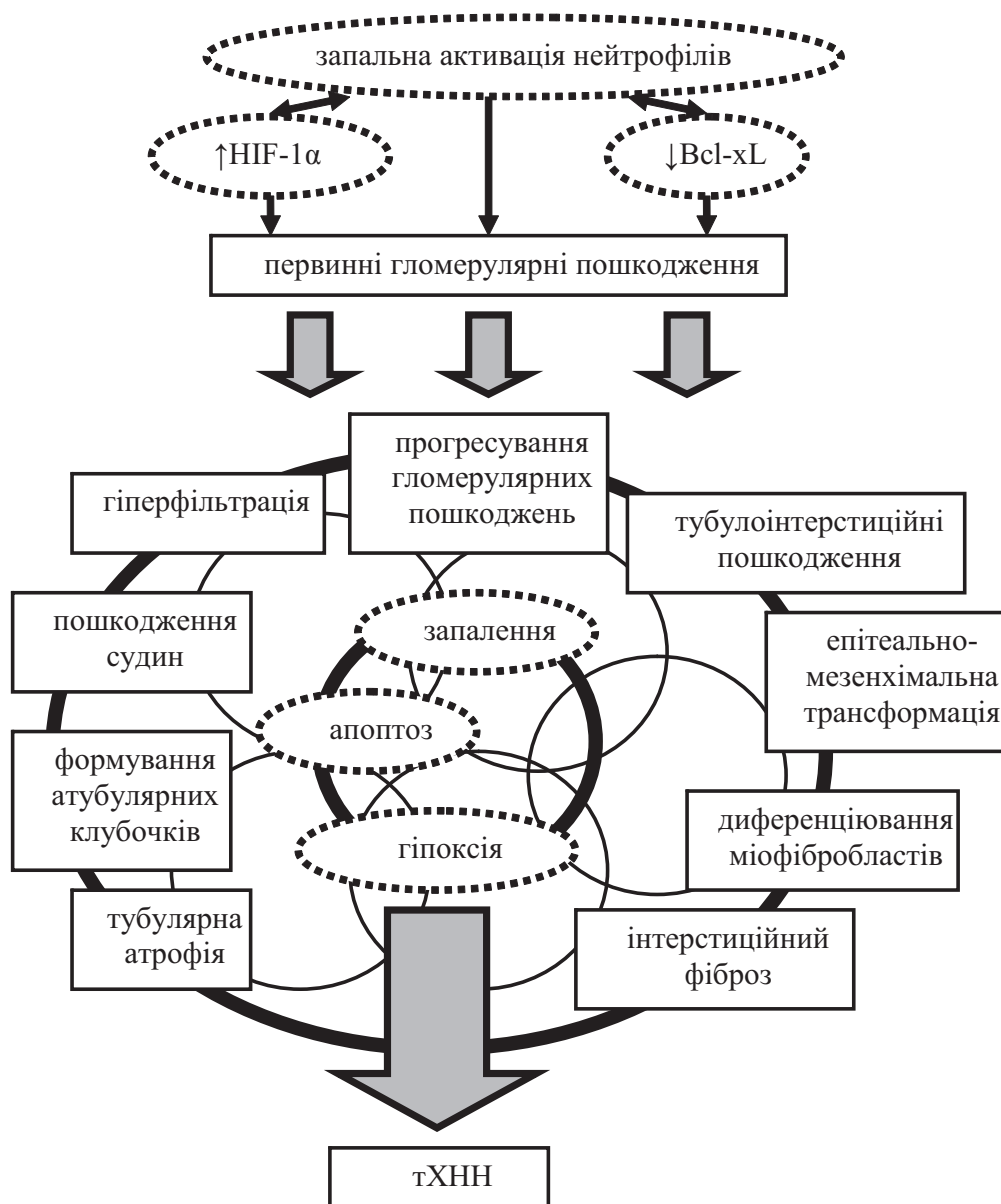 запальна активація нейтрофілів
↑HIF-1α
↓Bcl-xL
первинні гломерулярні пошкодження
прогресування
гломерулярних
пошкоджень
гіперфільтрація
тубулоінтерстиційні
пошкодження
пошкодження
судин
запалення
епітеально-
мезенхімальна
трансформація
апоптоз
формування
атубулярних
клубочків
диференціювання
міофібробластів
гіпоксія
тубулярна
атрофія
інтерстиційний
фіброз
тХНН